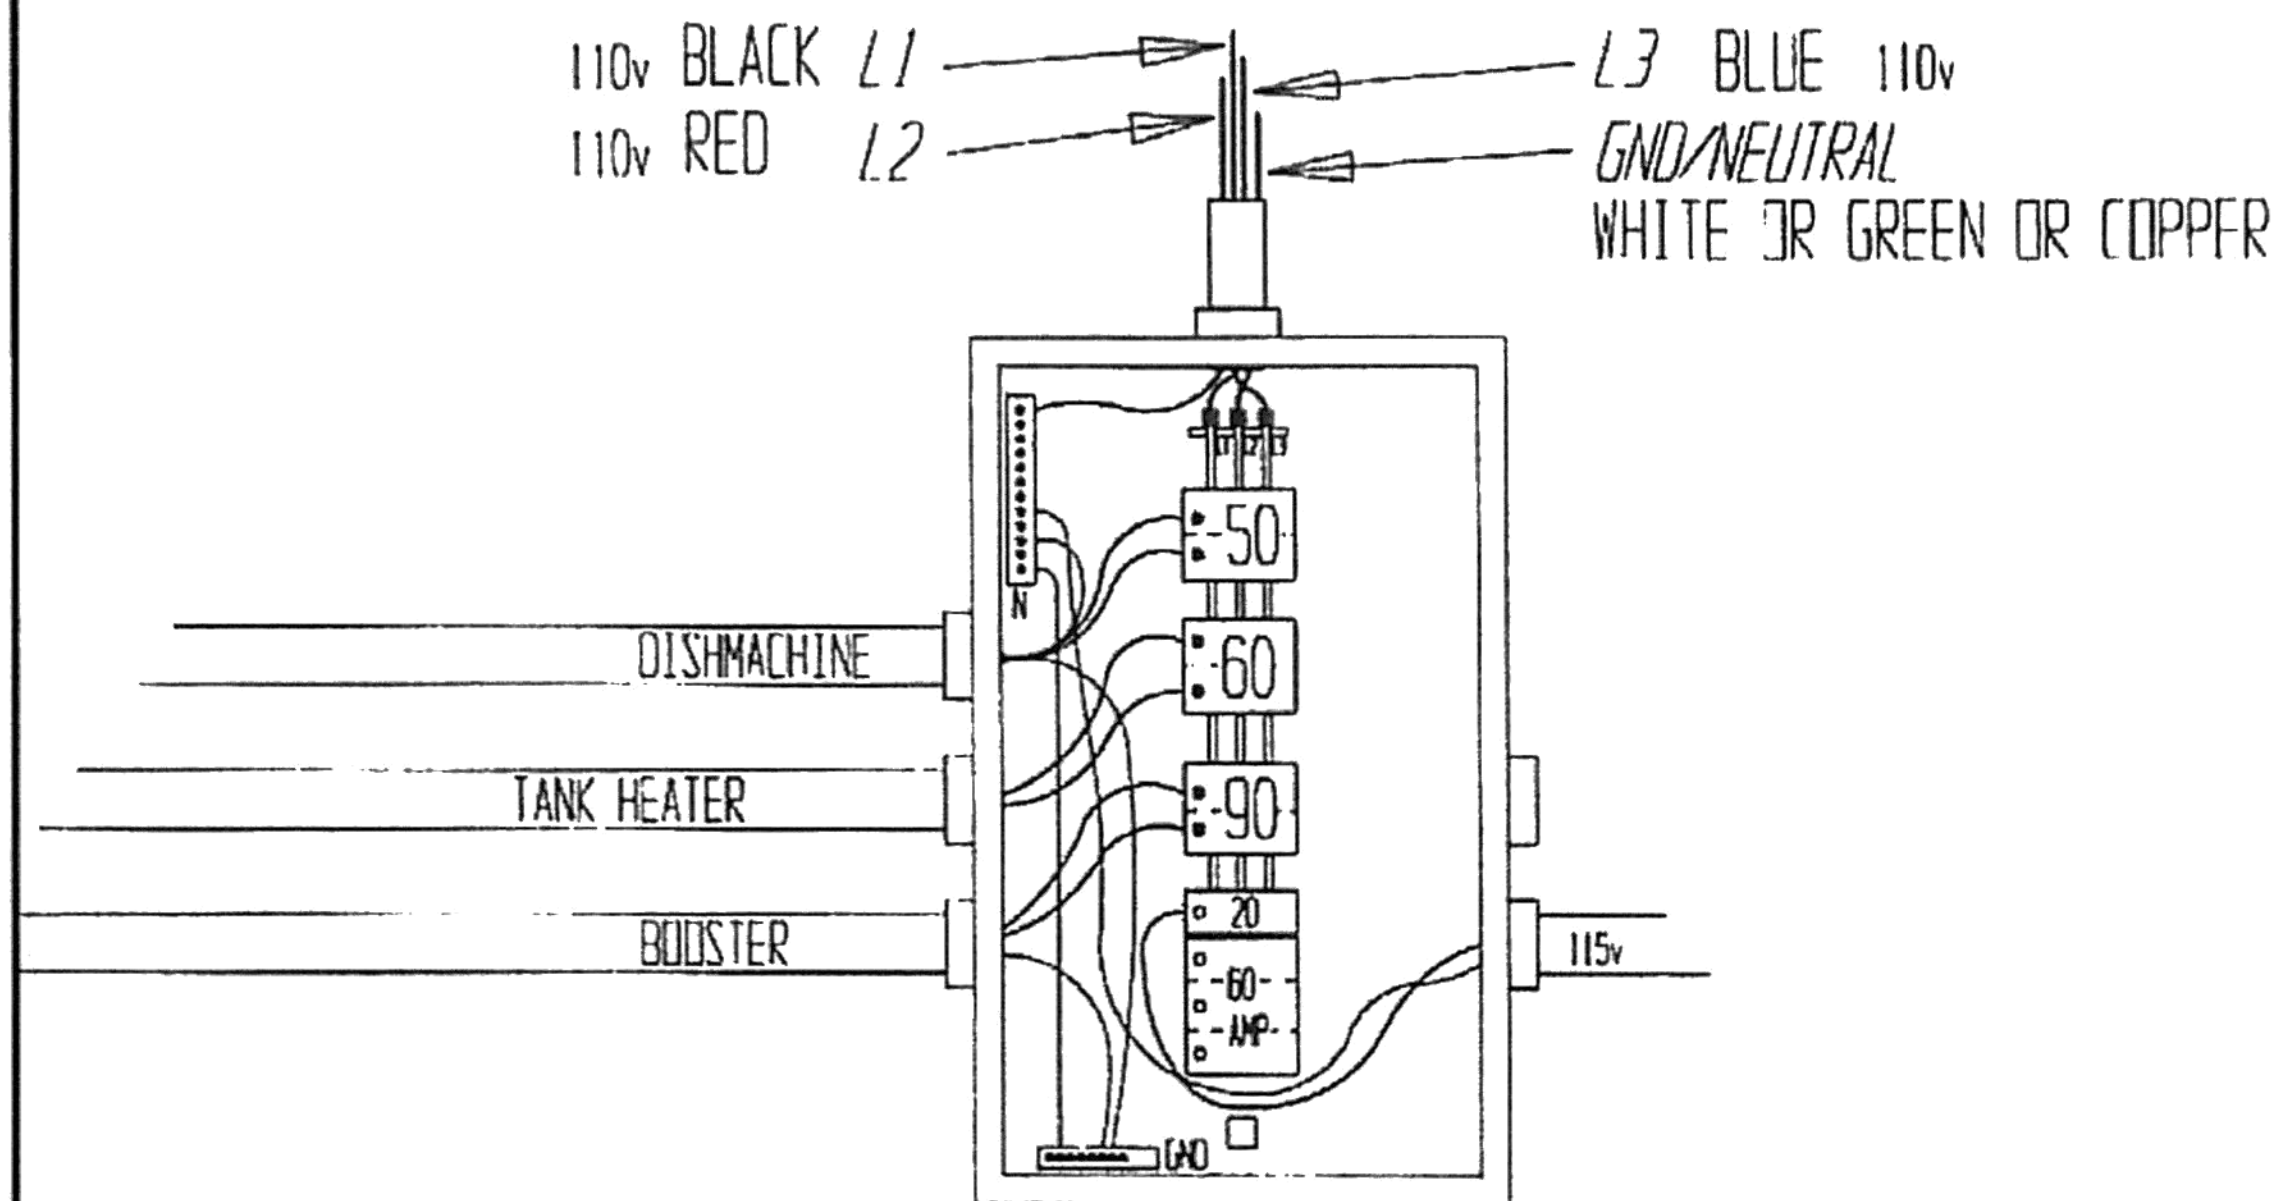 110v BLACK L1
110v RED L2
L3 BLUE 110v
GND/NEUTRAL
WHITE OR GREEN OR COPPER
L1 L2 L3
N
-50-
-60
-90-
20
-60-
-AMP-
DISHMACHINE
TANK HEATER
BOOSTER
115v
GND